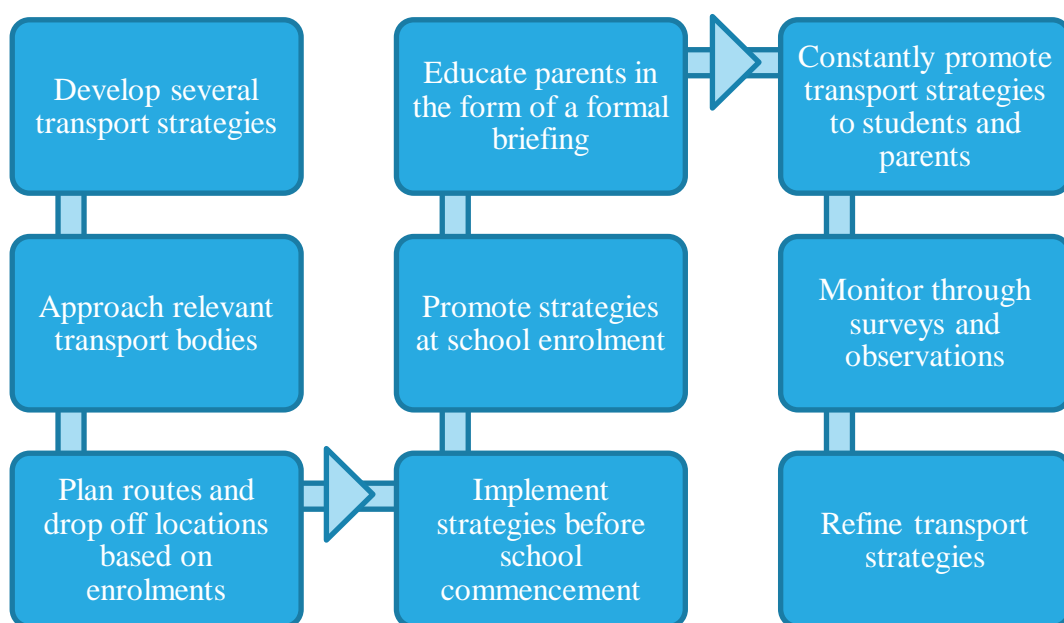 Develop several
transport strategies
Approach relevant
transport bodies
Plan routes and
drop off locations
based on
enrolments
Implement
strategies before
school
commencement
Promote strategies
at school enrolment
Educate parents in
the form of a formal
briefing
Constantly promote
transport strategies
to students and
parents
Monitor through
surveys and
observations
Refine transport
strategies